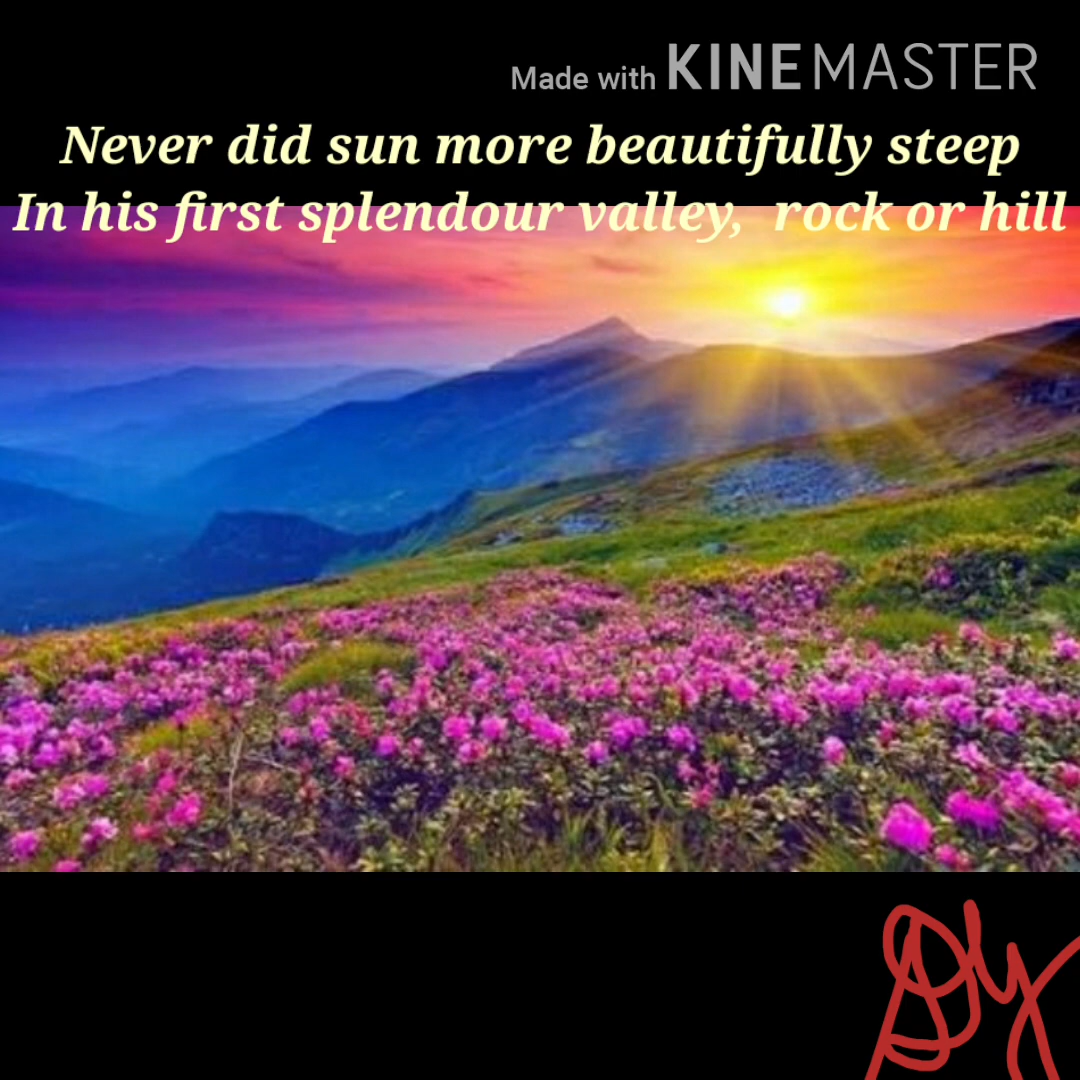 Made with KINEMASTER
Never did sun more beautifully steep
In his first splendour valley, rock or hill